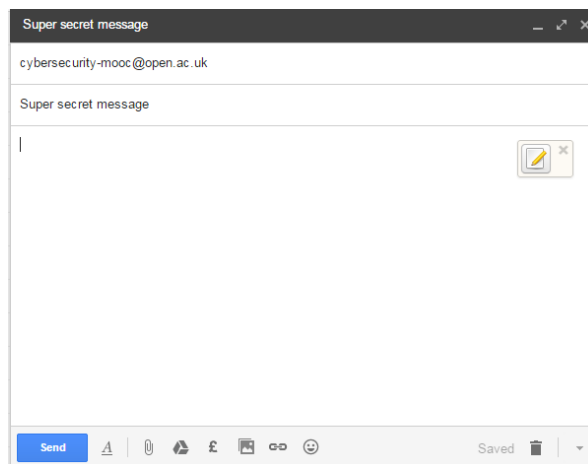 Super secret message
cybersecurity-mooc@open.ac.uk
Super secret message
Send A £ Saved